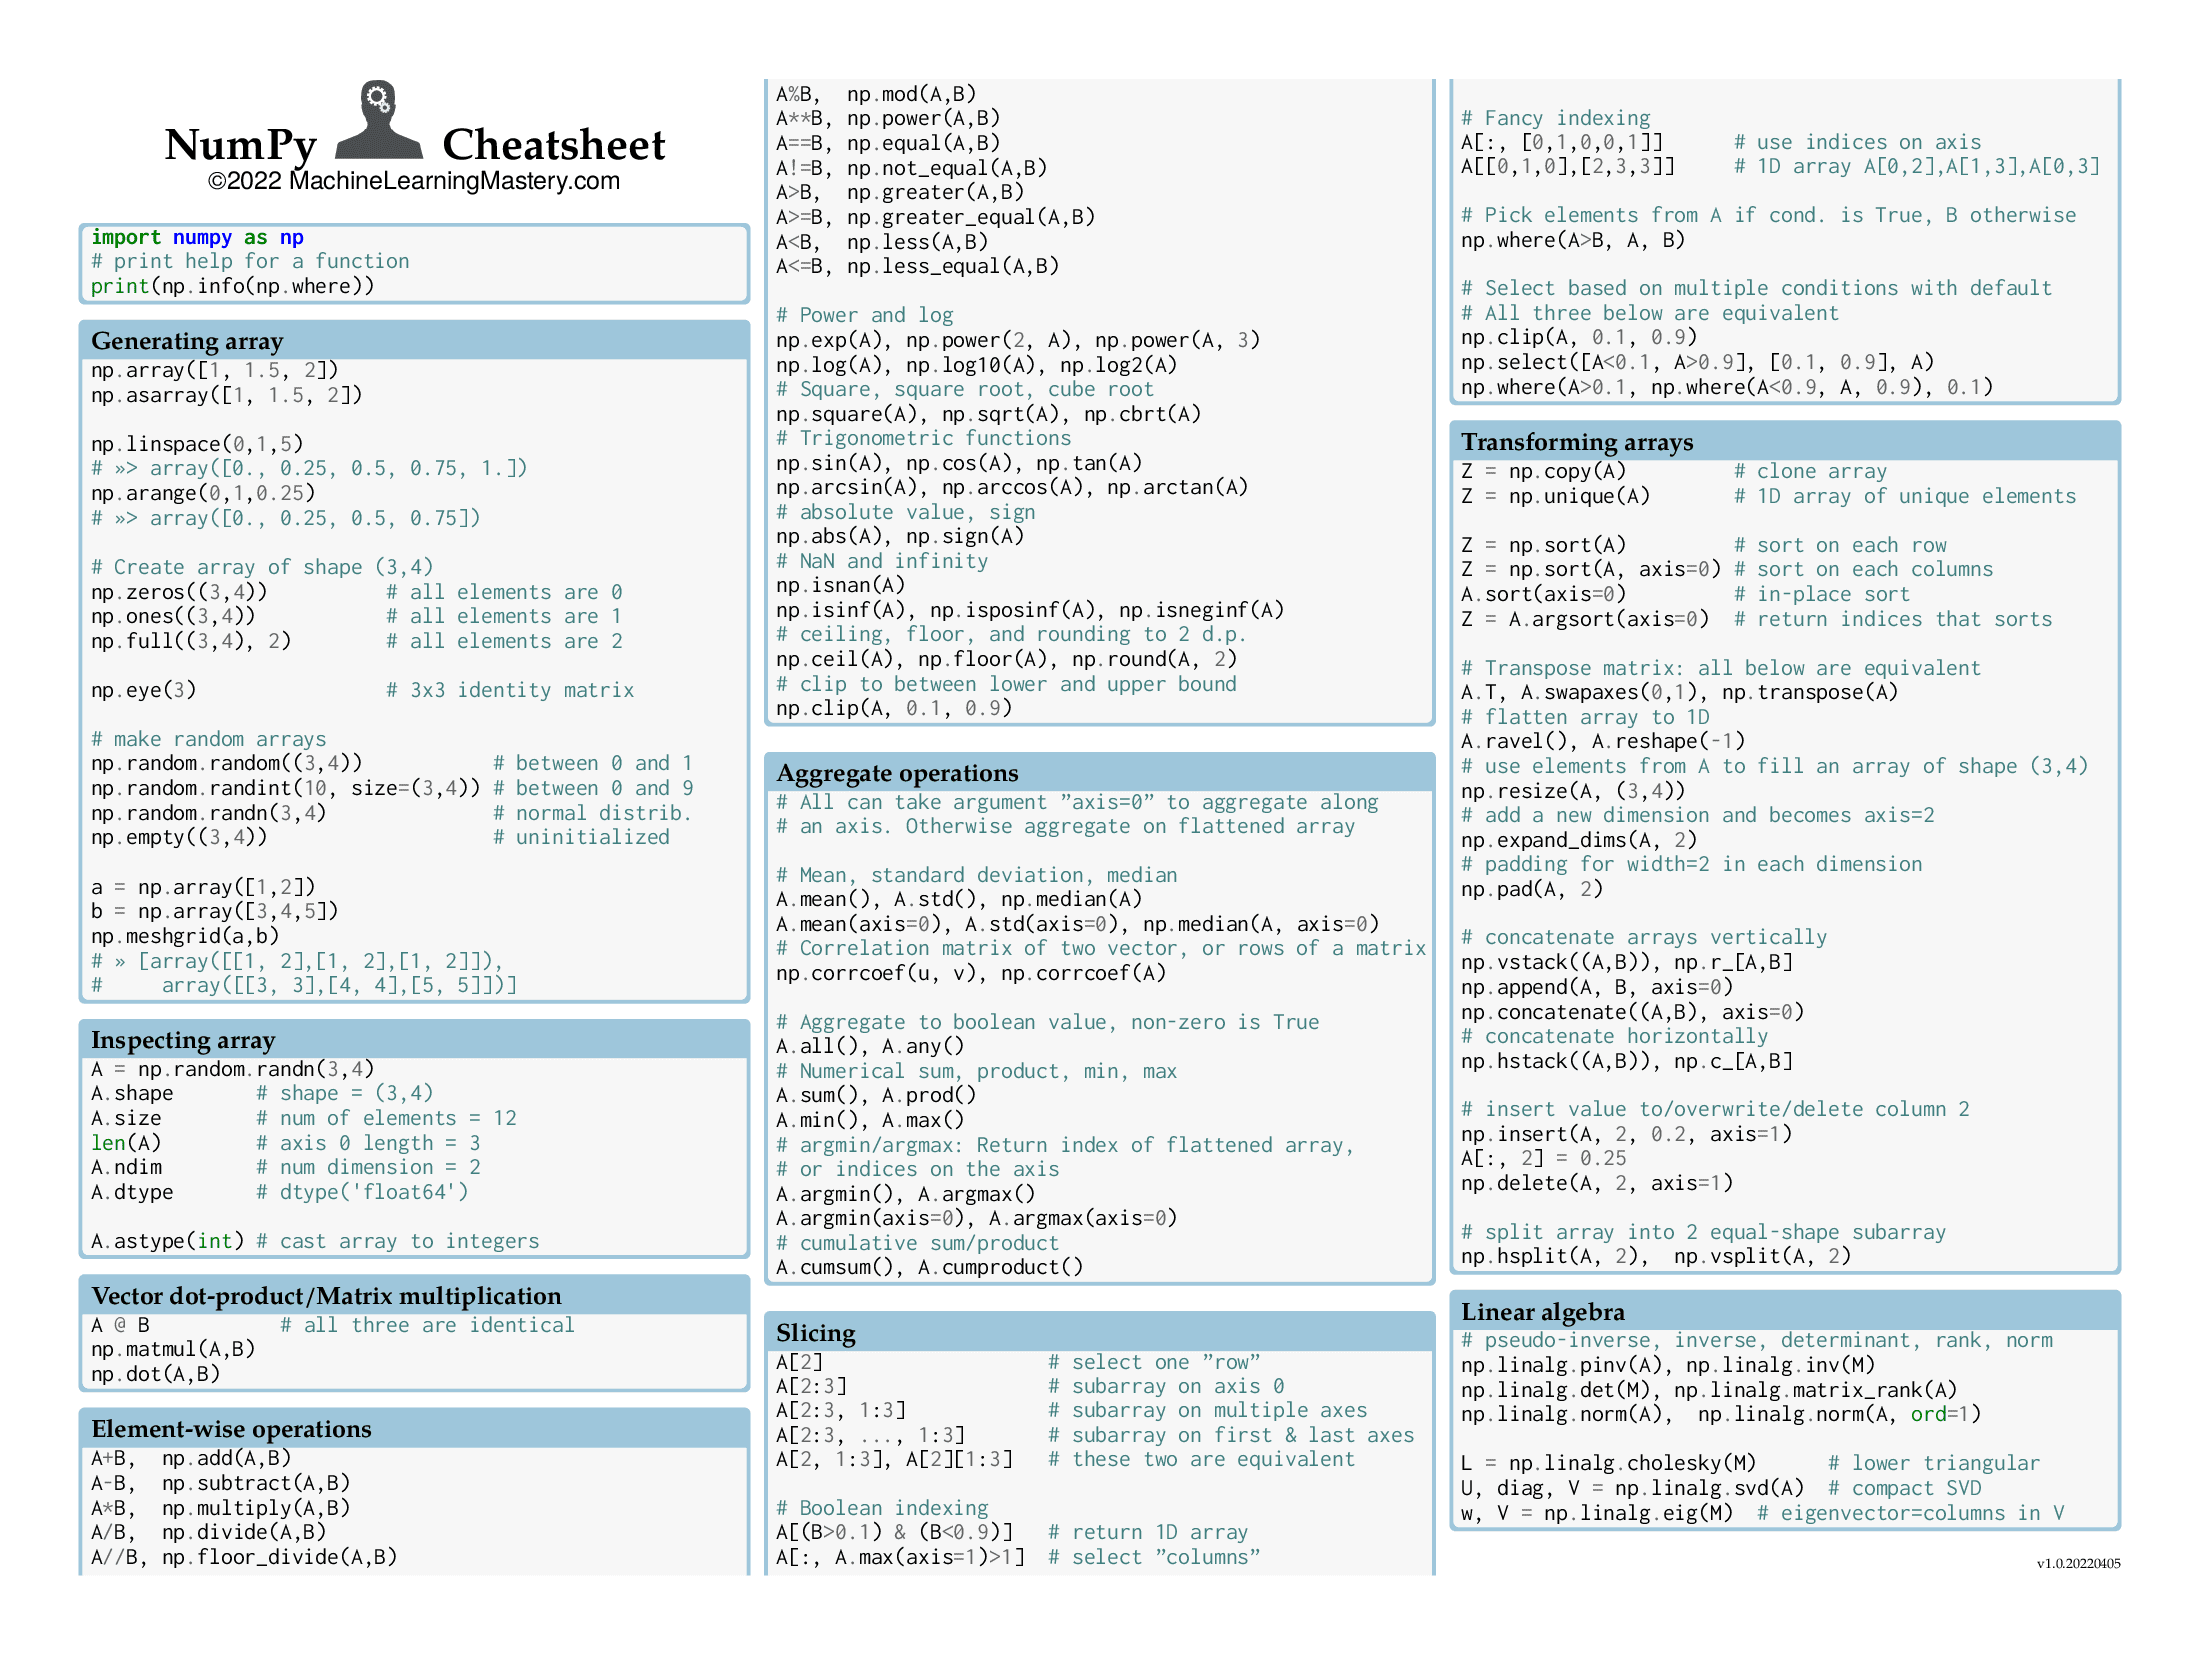 NumPy Cheatsheet
©2022 MachineLearningMastery.com
import numpy as np
# print help for a function
print(np.info(np.where))
Generating array
np.array([1, 1.5, 2])
np.asarray([1, 1.5, 2])
np.linspace(0,1,5)
# »> array([0., 0.25, 0.5, 0.75, 1.])
np.arange(0,1,0.25)
# »> array([0., 0.25, 0.5, 0.75])
# Create array of shape (3,4)
np.zeros((3,4)) # all elements are 0
np.ones((3,4)) # all elements are 1
np.full((3,4), 2) # all elements are 2
np.eye(3) # 3x3 identity matrix
# make random arrays
np.random.random((3,4)) # between 0 and 1
np.random.randint(10, size=(3,4)) # between 0 and 9
np.random.randn(3,4) # normal distrib.
np.empty((3,4)) # uninitialized
a = np.array([1,2])
b = np.array([3,4,5])
np.meshgrid(a,b)
# » [array([[1, 2],[1, 2],[1, 2]]),
# array([[3, 3],[4, 4],[5, 5]])]
Inspecting array
A = np.random.randn(3,4)
A.shape # shape = (3,4)
A.size # num of elements = 12
len(A) # axis 0 length = 3
A.ndim # num dimension = 2
A.dtype # dtype('float64')
A.astype(int) # cast array to integers
Vector dot-product/Matrix multiplication
A @ B # all three are identical
np.matmul(A,B)
np.dot(A,B)
Element-wise operations
A+B, np.add(A,B)
A-B, np.subtract(A,B)
A*B, np.multiply(A,B)
A/B, np.divide(A,B)
A//B, np.floor_divide(A,B)
A%B, np.mod(A,B)
A**B, np.power(A,B)
A==B, np.equal(A,B)
A!=B, np.not_equal(A,B)
A>B, np.greater(A,B)
A>=B, np.greater_equal(A,B)
A<B, np.less(A,B)
A<=B, np.less_equal(A,B)
# Power and log
np.exp(A), np.power(2, A), np.power(A, 3)
np.log(A), np.log10(A), np.log2(A)
# Square, square root, cube root
np.square(A), np.sqrt(A), np.cbrt(A)
# Trigonometric functions
np.sin(A), np.cos(A), np.tan(A)
np.arcsin(A), np.arccos(A), np.arctan(A)
# absolute value, sign
np.abs(A), np.sign(A)
# NaN and infinity
np.isnan(A)
np.isinf(A), np.isposinf(A), np.isneginf(A)
# ceiling, floor, and rounding to 2 d.p.
np.ceil(A), np.floor(A), np.round(A, 2)
# clip to between lower and upper bound
np.clip(A, 0.1, 0.9)
Aggregate operations
# All can take argument ”axis=0” to aggregate along
# an axis. Otherwise aggregate on flattened array
# Mean, standard deviation, median
A.mean(), A.std(), np.median(A)
A.mean(axis=0), A.std(axis=0), np.median(A, axis=0)
# Correlation matrix of two vector, or rows of a matrix
np.corrcoef(u, v), np.corrcoef(A)
# Aggregate to boolean value, non-zero is True
A.all(), A.any()
# Numerical sum, product, min, max
A.sum(), A.prod()
A.min(), A.max()
# argmin/argmax: Return index of flattened array,
# or indices on the axis
A.argmin(), A.argmax()
A.argmin(axis=0), A.argmax(axis=0)
# cumulative sum/product
A.cumsum(), A.cumproduct()
Slicing
A[2] # select one ”row”
A[2:3] # subarray on axis 0
A[2:3, 1:3] # subarray on multiple axes
A[2:3, ..., 1:3] # subarray on first & last axes
A[2, 1:3], A[2][1:3] # these two are equivalent
# Boolean indexing
A[(B>0.1) & (B<0.9)] # return 1D array
A[:, A.max(axis=1)>1] # select ”columns”
# Fancy indexing
A[:, [0,1,0,0,1]] # use indices on axis
A[[0,1,0],[2,3,3]] # 1D array A[0,2],A[1,3],A[0,3]
# Pick elements from A if cond. is True, B otherwise
np.where(A>B, A, B)
# Select based on multiple conditions with default
# All three below are equivalent
np.clip(A, 0.1, 0.9)
np.select([A<0.1, A>0.9], [0.1, 0.9], A)
np.where(A>0.1, np.where(A<0.9, A, 0.9), 0.1)
Transforming arrays
Z = np.copy(A) # clone array
Z = np.unique(A) # 1D array of unique elements
Z = np.sort(A) # sort on each row
Z = np.sort(A, axis=0) # sort on each columns
A.sort(axis=0) # in-place sort
Z = A.argsort(axis=0) # return indices that sorts
# Transpose matrix: all below are equivalent
A.T, A.swapaxes(0,1), np.transpose(A)
# flatten array to 1D
A.ravel(), A.reshape(-1)
# use elements from A to fill an array of shape (3,4)
np.resize(A, (3,4))
# add a new dimension and becomes axis=2
np.expand_dims(A, 2)
# padding for width=2 in each dimension
np.pad(A, 2)
# concatenate arrays vertically
np.vstack((A,B)), np.r_[A,B]
np.append(A, B, axis=0)
np.concatenate((A,B), axis=0)
# concatenate horizontally
np.hstack((A,B)), np.c_[A,B]
# insert value to/overwrite/delete column 2
np.insert(A, 2, 0.2, axis=1)
A[:, 2] = 0.25
np.delete(A, 2, axis=1)
# split array into 2 equal-shape subarray
np.hsplit(A, 2), np.vsplit(A, 2)
Linear algebra
# pseudo-inverse, inverse, determinant, rank, norm
np.linalg.pinv(A), np.linalg.inv(M)
np.linalg.det(M), np.linalg.matrix_rank(A)
np.linalg.norm(A), np.linalg.norm(A, ord=1)
L = np.linalg.cholesky(M) # lower triangular
U, diag, V = np.linalg.svd(A) # compact SVD
w, V = np.linalg.eig(M) # eigenvector=columns in V
v1.0.20220405